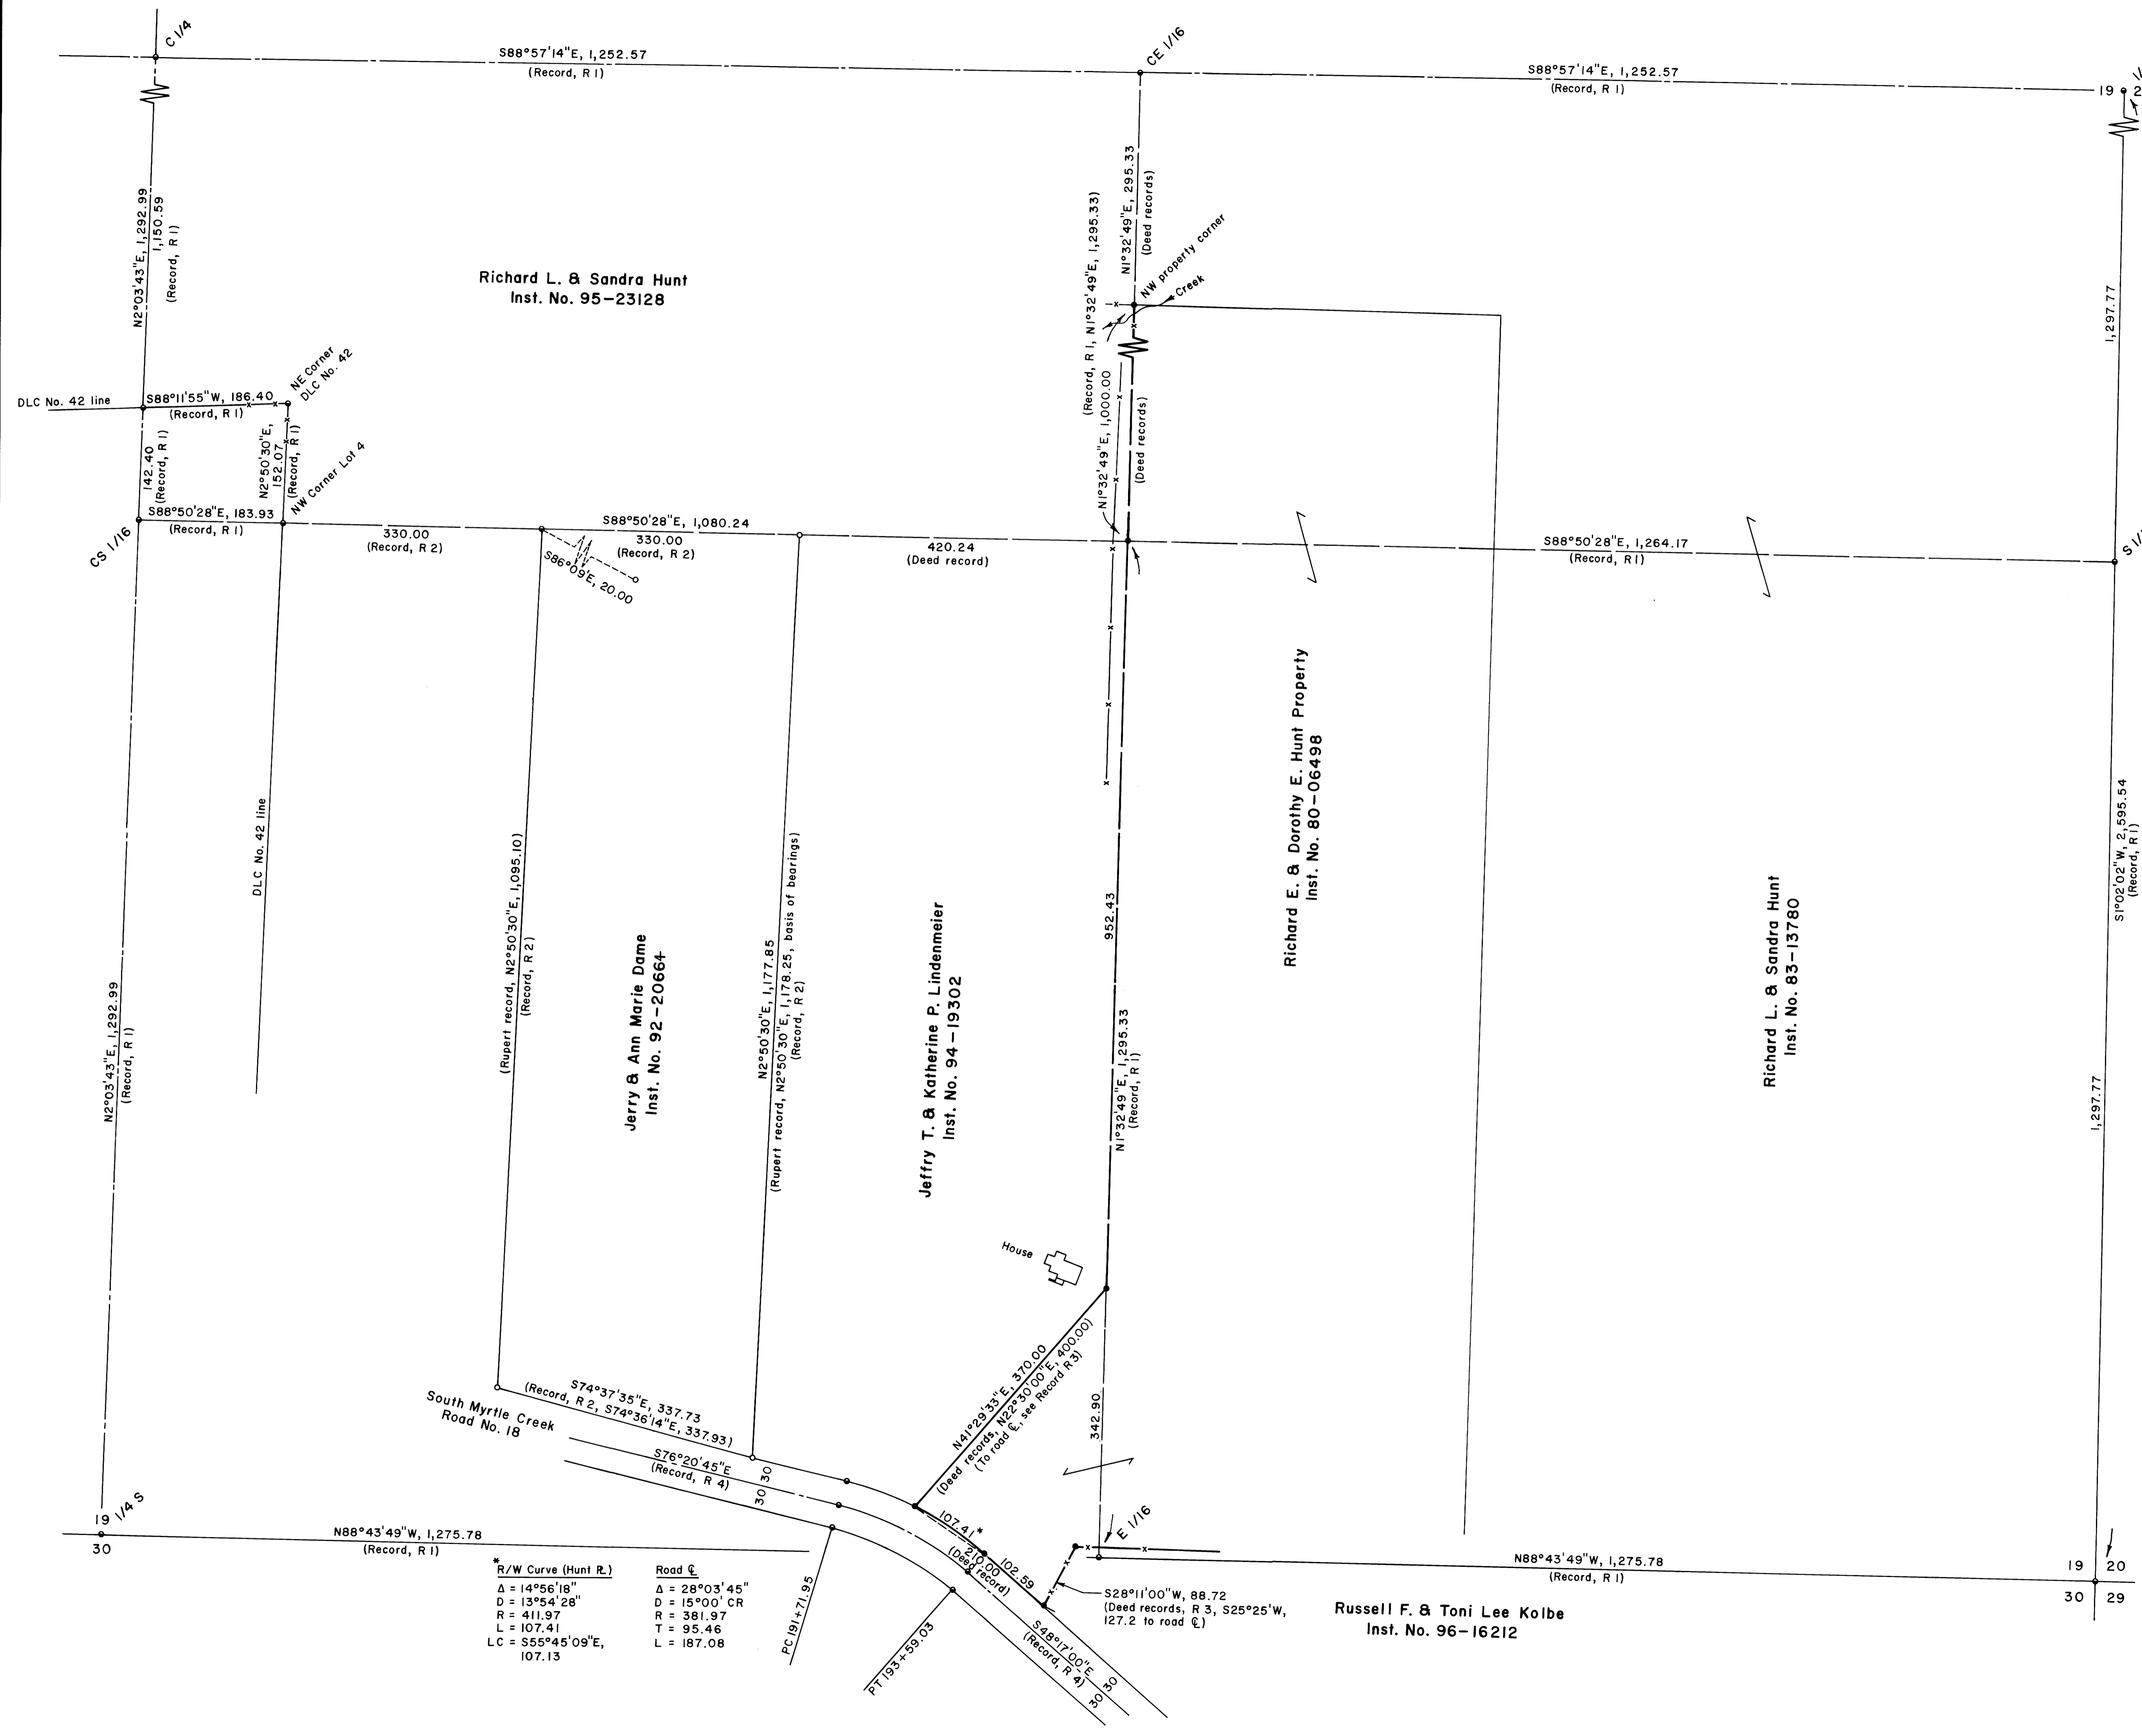 C 1/4
S88°57'14"E, 1,252.57
(Record, R 1)
CE 1/16
S88°57'14"E, 1,252.57
(Record, R 1)
19
N2°03'43"E, 1,292.99
1,150.59
(Record, R 1)
Richard L. & Sandra Hunt
Inst. No. 95-23128
N1°32'49"E, 295.33
(Deed records)
NW property corner
Creek
(Record, R 1, N1°32'49"E, 1,295.33)
N1°32'49"E, 1,000.00
(Deed records)
1,297.77
DLC No. 42 line
S88°11'55"W, 186.40
(Record, R 1)
NE Corner
DLC No. 42
142.40
(Record, R 1)
N2°50'30"E,
152.07
(Record, R 1)
NW Corner Lot 4
CS 1/16
S88°50'28"E, 183.93
(Record, R 1)
330.00
(Record, R 2)
S88°50'28"E, 1,080.24
330.00
(Record, R 2)
S86°09'E, 20.00
420.24
(Deed record)
S88°50'28"E, 1,264.17
(Record, R 1)
DLC No. 42 line
N2°03'43"E, 1,292.99
(Record, R 1)
(Rupert record, N2°50'30"E, 1,095.10)
(Record, R 2)
Jerry & Ann Marie Dame
Inst. No. 92-20664
N2°50'30"E, 1,177.85
(Rupert record, N2°50'30"E, 1,178.25, basis of bearings)
(Record, R 2)
Jeffry T. & Katherine P. Lindenmeier
Inst. No. 94-19302
952.43
N1°32'49"E, 1,295.33
(Record, R 1)
Richard E. & Dorothy E. Hunt Property
Inst. No. 80-06498
Richard L. & Sandra Hunt
Inst. No. 83-13780
S1°02'02"W, 2,595.54
(Record, R 1)
1,297.77
House
N41°29'33"E, 370.00
(Deed records, N22°30'00"E, 400.00)
(To road ℄, see Record R 3)
342.90
South Myrtle Creek
Road No. 18
S74°37'35"E, 337.73
(Record, R 2, S74°36'14"E, 337.93)
S76°20'45"E
(Record, R 4)
30
30
107.41*
210.00
(Deed record)
102.59
E 1/16
19
1/4 S
30
N88°43'49"W, 1,275.78
(Record, R 1)
N88°43'49"W, 1,275.78
(Record, R 1)
19
20
30
29
S28°11'00"W, 88.72
(Deed records, R 3, S25°25'W,
127.2 to road ℄)
Russell F. & Toni Lee Kolbe
Inst. No. 96-16212
S48°17'00"E
(Record, R 4)
30
30
PC 191+71.95
PT 193+59.03
*R/W Curve (Hunt ⅊)
Δ = 14°56'18"
D = 13°54'28"
R = 411.97
L = 107.41
LC = S55°45'09"E,
107.13
Road ℄
Δ = 28°03'45"
D = 15°00' CR
R = 381.97
T = 95.46
L = 187.08